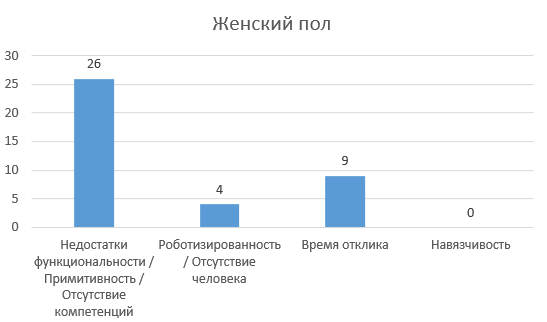 Женский пол
30
25
20
15
10
5
0
26
4
9
0
Недостатки
функциональности /
Примитивность /
Отсутствие
компетенций
Роботизированность
/ Отсутствие
человека
Время отклика
Навязчивость